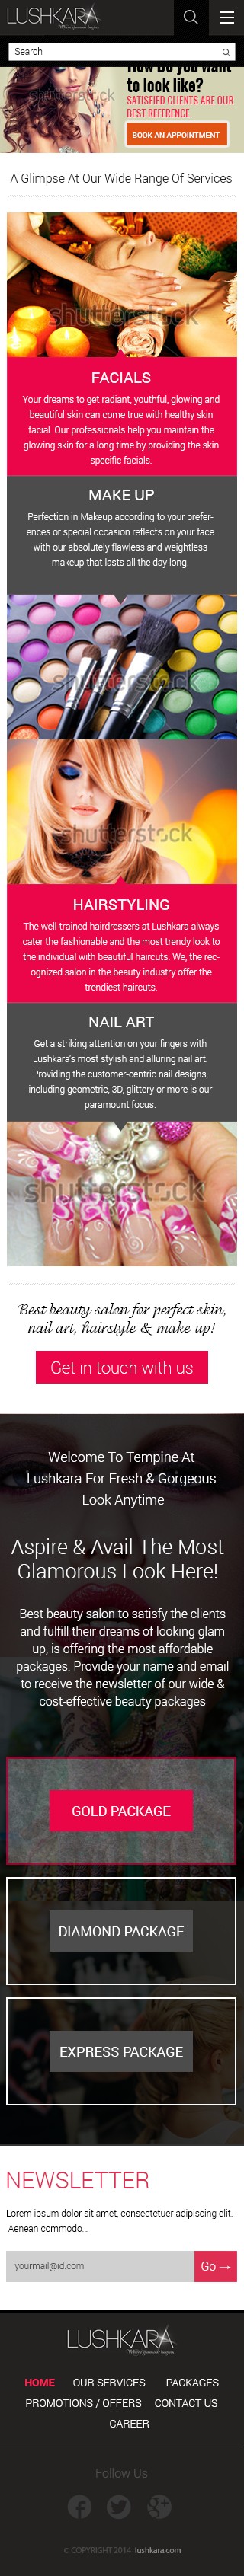 LUSHKARA
Where glamour begins
Search
How Do you want
to look like?
SATISFIED CLIENTS ARE OUR
BEST REFERENCE.
BOOK AN APPOINTMENT
shutterstock
A Glimpse At Our Wide Range Of Services
shutterstock
FACIALS
Your dreams to get radiant, youthful, glowing and
beautiful skin can come true with healthy skin
facial. Our professionals help you maintain the
glowing skin for a long time by providing the skin
specific facials.
MAKE UP
Perfection in Makeup according to your prefer-
ences or special occasion reflects on your face
with our absolutely flawless and weightless
makeup that lasts all the day long.
shutterstock
shutterstock
HAIRSTYLING
The well-trained hairdressers at Lushkara always
cater the fashionable and the most trendy look to
the individual with beautiful haircuts. We, the rec-
ognized salon in the beauty industry offer the
trendiest haircuts.
NAIL ART
Get a striking attention on your fingers with
Lushkara's most stylish and alluring nail art.
Providing the customer-centric nail designs,
including geometric, 3D, glittery or more is our
paramount focus.
shutterstock
Best beauty salon for perfect skin,
nail art, hairstyle & make-up!
Get in touch with us
Welcome To Tempine At
Lushkara For Fresh & Gorgeous
Look Anytime
Aspire & Avail The Most
Glamorous Look Here!
Best beauty salon to satisfy the clients
and fulfill their dreams of looking glam
up, is offering the most affordable
packages. Provide your name and email
to receive the newsletter of our wide &
cost-effective beauty packages
GOLD PACKAGE
DIAMOND PACKAGE
EXPRESS PACKAGE
NEWSLETTER
Lorem ipsum dolor sit amet, consectetuer adipiscing elit.
Aenean commodo...
yourmail@id.com
Go
LUSHKARA
Where glamour begins
HOME OUR SERVICES PACKAGES
PROMOTIONS / OFFERS CONTACT US
CAREER
Follow Us
© COPYRIGHT 2014 lushkara.com